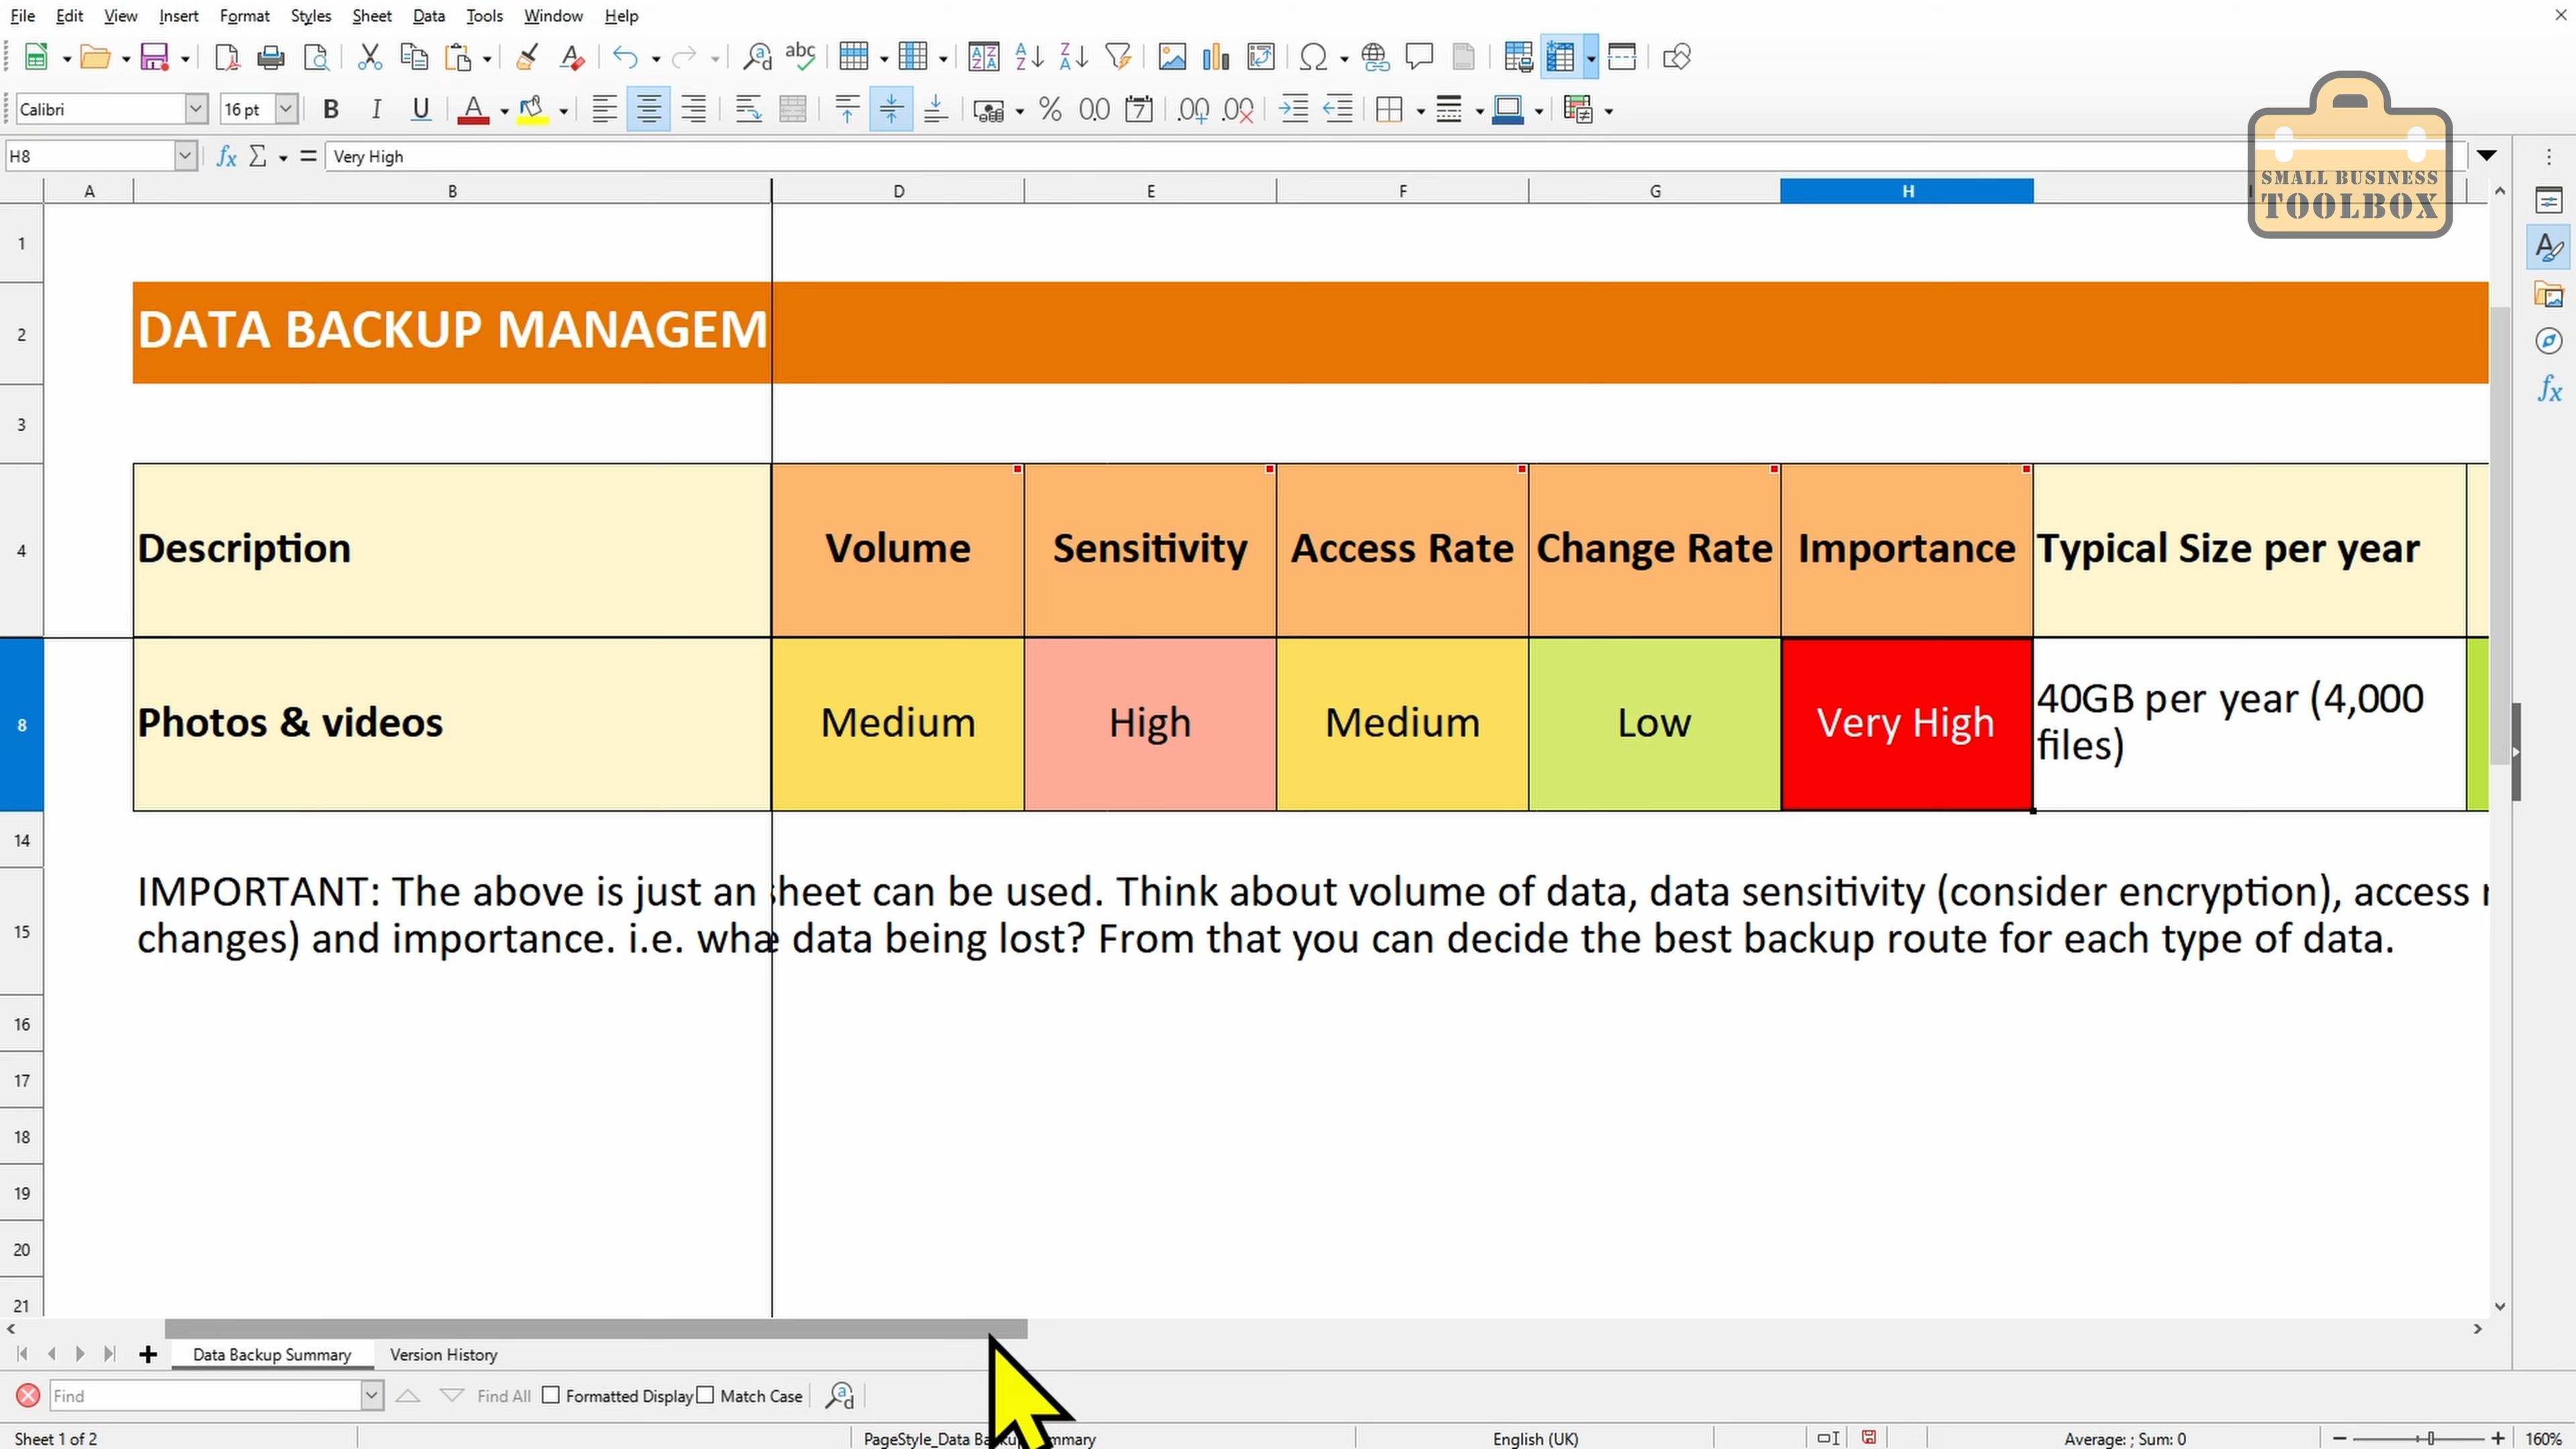 File Edit View Insert Format Styles Sheet Data Tools Window Help
Calibri 16 pt B I U
H8 Very High
SMALL BUSINESS
TOOLBOX
A B D E F G H
1
2 DATA BACKUP MANAGEM
3
4 Description Volume Sensitivity Access Rate Change Rate Importance Typical Size per year
8 Photos & videos Medium High Medium Low Very High 40GB per year (4,000
files)
14
15 IMPORTANT: The above is just an sheet can be used. Think about volume of data, data sensitivity (consider encryption), access
changes) and importance. i.e. data being lost? From that you can decide the best backup route for each type of data.
16
17
18
19
20
21
Data Backup Summary Version History
Find Find All Formatted Display Match Case
Sheet 1 of 2 PageStyle_Data English (UK) Average: ; Sum: 0 160%